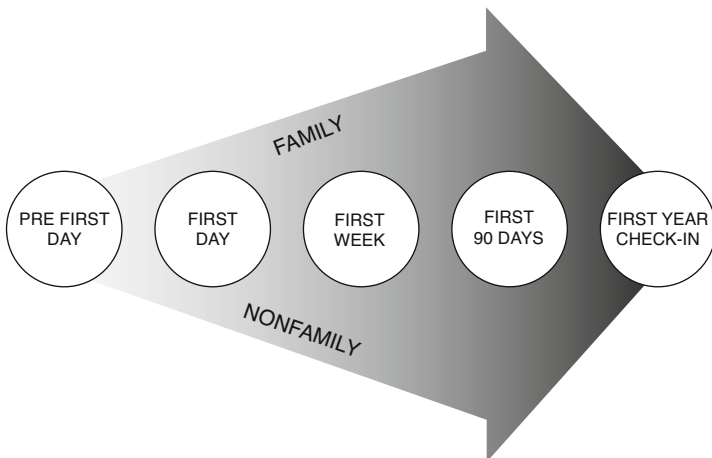 FAMILY
PRE FIRST
DAY
FIRST
DAY
FIRST
WEEK
FIRST
90 DAYS
FIRST YEAR
CHECK-IN
NONFAMILY